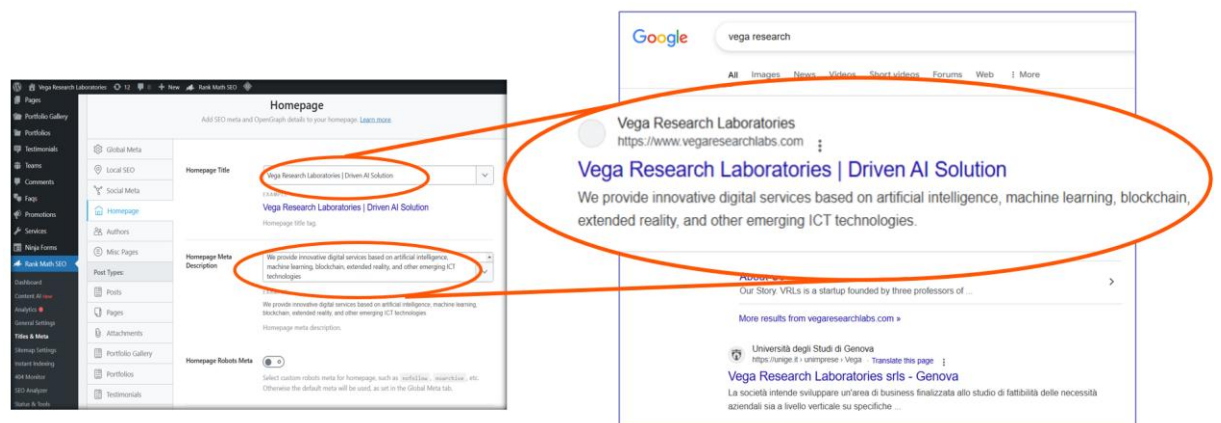 Vega Research Laboratories 12 0 + New Rank Math SEO
Pages
Portfolio Gallery
Portfolios
Testimonials
Teams
Comments
Faqs
Promotions
Services
Ninja Forms
Rank Math SEO
Dashboard
Content AI New
Analytics
General Settings
Titles & Meta
Sitemap Settings
Instant Indexing
404 Monitor
SEO Analyzer
Status & Tools
Homepage
Add SEO meta and OpenGraph details to your homepage. Learn more.
Global Meta
Local SEO
Social Meta
Homepage
Authors
Misc Pages
Post Types:
Posts
Pages
Attachments
Portfolio Gallery
Portfolios
Testimonials
Homepage Title
Vega Research Laboratories | Driven AI Solution
Vega Research Laboratories | Driven AI Solution
Homepage title tag.
Homepage Meta
Description
We provide innovative digital services based on artificial intelligence,
machine learning, blockchain, extended reality, and other emerging ICT
technologies
We provide innovative digital services based on artificial intelligence, machine learning,
blockchain, extended reality, and other emerging ICT technologies
Homepage meta description.
Homepage Robots Meta
Select custom robots meta for homepage, such as nofollow, noarchive, etc.
Otherwise the default meta will be used, as set in the Global Meta tab.
Google
vega research
All Images News Videos Short videos Forums Web More
Vega Research Laboratories
https://www.vegaresearchlabs.com
Vega Research Laboratories | Driven AI Solution
We provide innovative digital services based on artificial intelligence, machine learning, blockchain,
extended reality, and other emerging ICT technologies.
Our Story. VRLs is a startup founded by three professors of ...
More results from vegaresearchlabs.com »
Università degli Studi di Genova
https://unige.it › unimprese › Vega · Translate this page
Vega Research Laboratories srls - Genova
La società intende sviluppare un'area di business finalizzata allo studio di fattibilità delle necessità
aziendali sia a livello verticale su specifiche ...